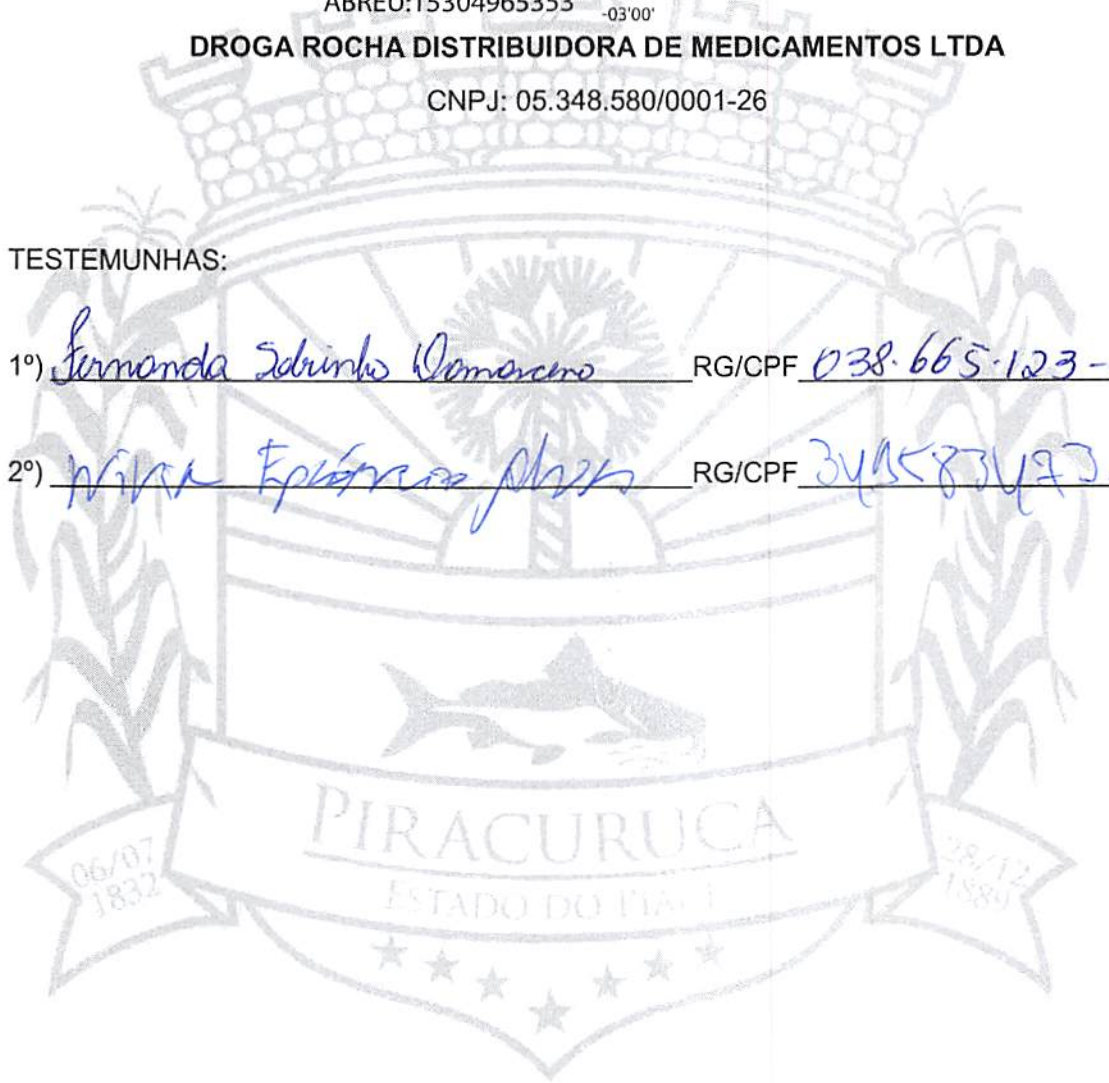 ABREU:15304965353 -03'00'
DROGA ROCHA DISTRIBUIDORA DE MEDICAMENTOS LTDA
CNPJ: 05.348.580/0001-26
TESTEMUNHAS:
1º) Fernanda Sobrinho Damasceno RG/CPF 038.665.123-
2º) RG/CPF
PIRACURUCA
06/07
1832
28/12
1889
ESTADO DO PIAUÍ